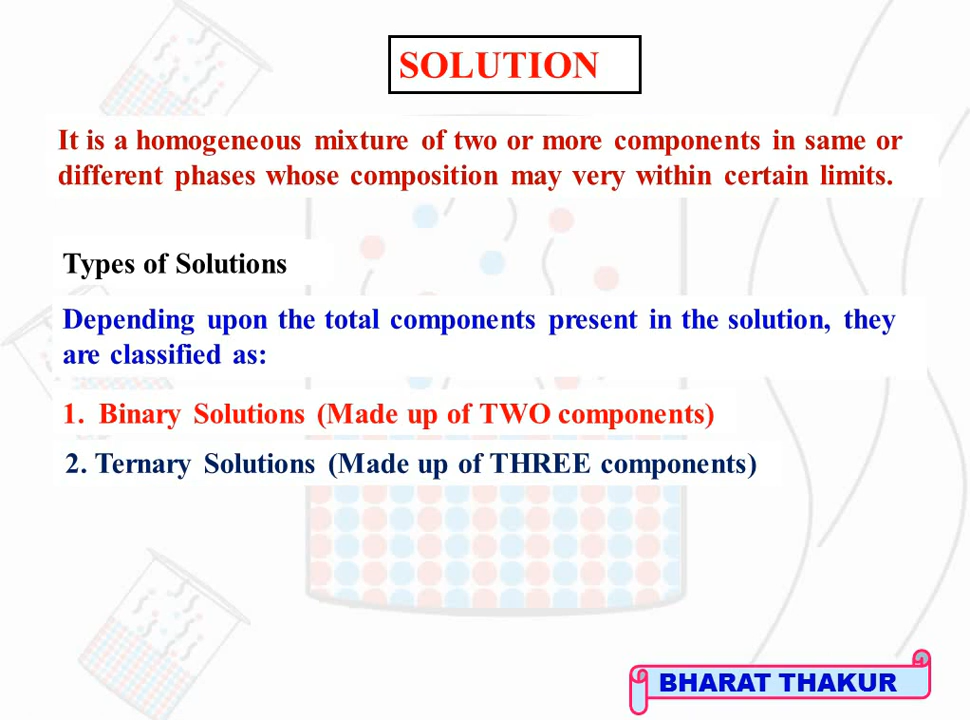 SOLUTION
It is a homogeneous mixture of two or more components in same or
different phases whose composition may very within certain limits.
Types of Solutions
Depending upon the total components present in the solution, they
are classified as:
1. Binary Solutions (Made up of TWO components)
2. Ternary Solutions (Made up of THREE components)
BHARAT THAKUR